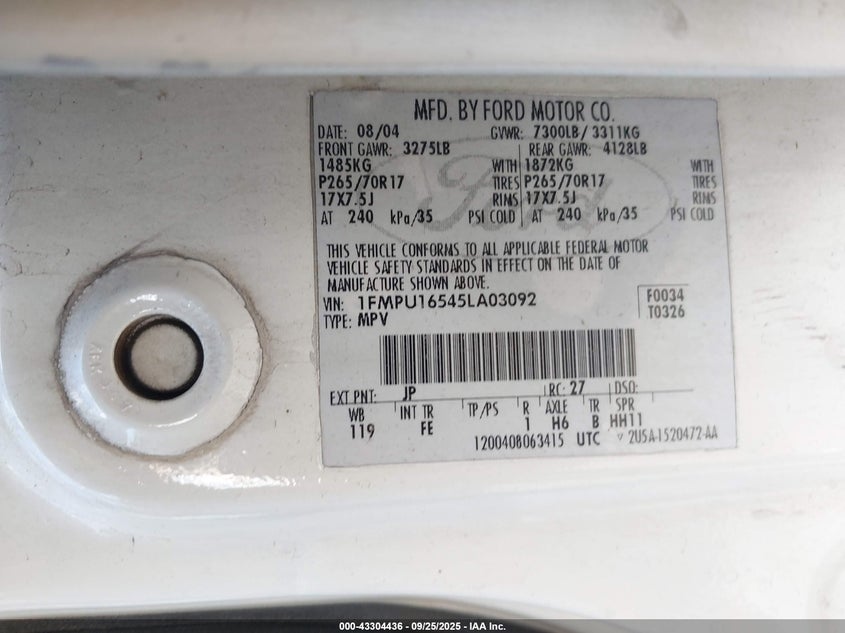 MFD. BY FORD MOTOR CO.
DATE: 08/04 GVWR: 7300LB/ 3311KG
FRONT GAWR: 3275LB REAR GAWR: 4128LB
1485KG WITH 1872KG WITH
P265/70R17 TIRES P265/70R17 TIRES
17X7.5J RIMS 17X7.5J RIMS
AT 240 kPa/35 PSI COLD AT 240 kPa/35 PSI COLD
Ford
THIS VEHICLE CONFORMS TO ALL APPLICABLE FEDERAL MOTOR
VEHICLE SAFETY STANDARDS IN EFFECT ON THE DATE OF
MANUFACTURE SHOWN ABOVE.
VIN: 1FMPU16545LA03092 F0034
TYPE: MPV T0326
EXT PNT: JP RC: 27 DSO:
WB INT TR TP/PS R AXLE TR SPR
119 FE 1 H6 B HH11
1200408063415 UTC 2U5A-1520472-AA
000-43304436 - 09/25/2025 - IAA Inc.